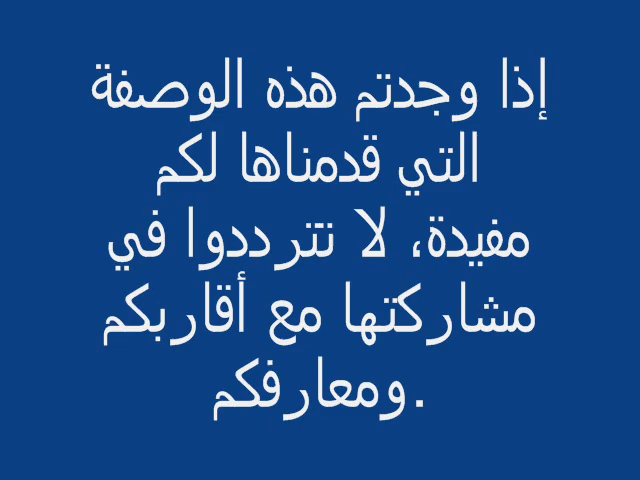 إذا وجدتم هذه الوصفة
التي قدمناها لكم
مفيدة، لا تترددوا في
مشاركتها مع أقاربكم
ومعارفكم.